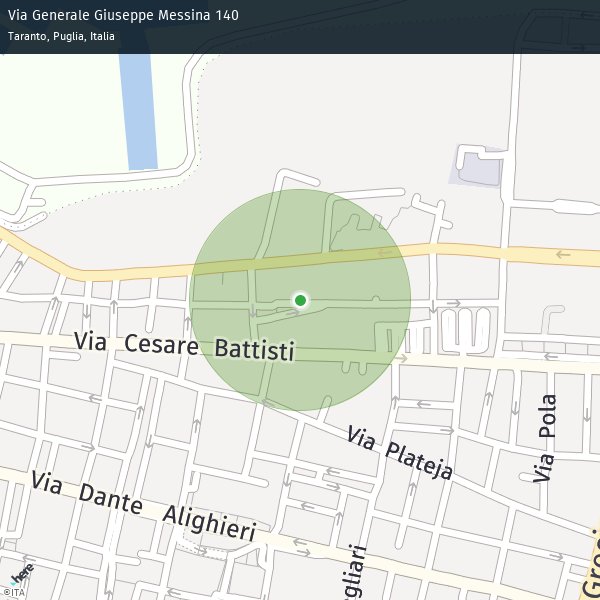 Via Generale Giuseppe Messina 140
Taranto, Puglia, Italia
Via Cesare Battisti
Via Plateja
Via Pola
Via Dante Alighieri
gliari
Groci
here
©ITA